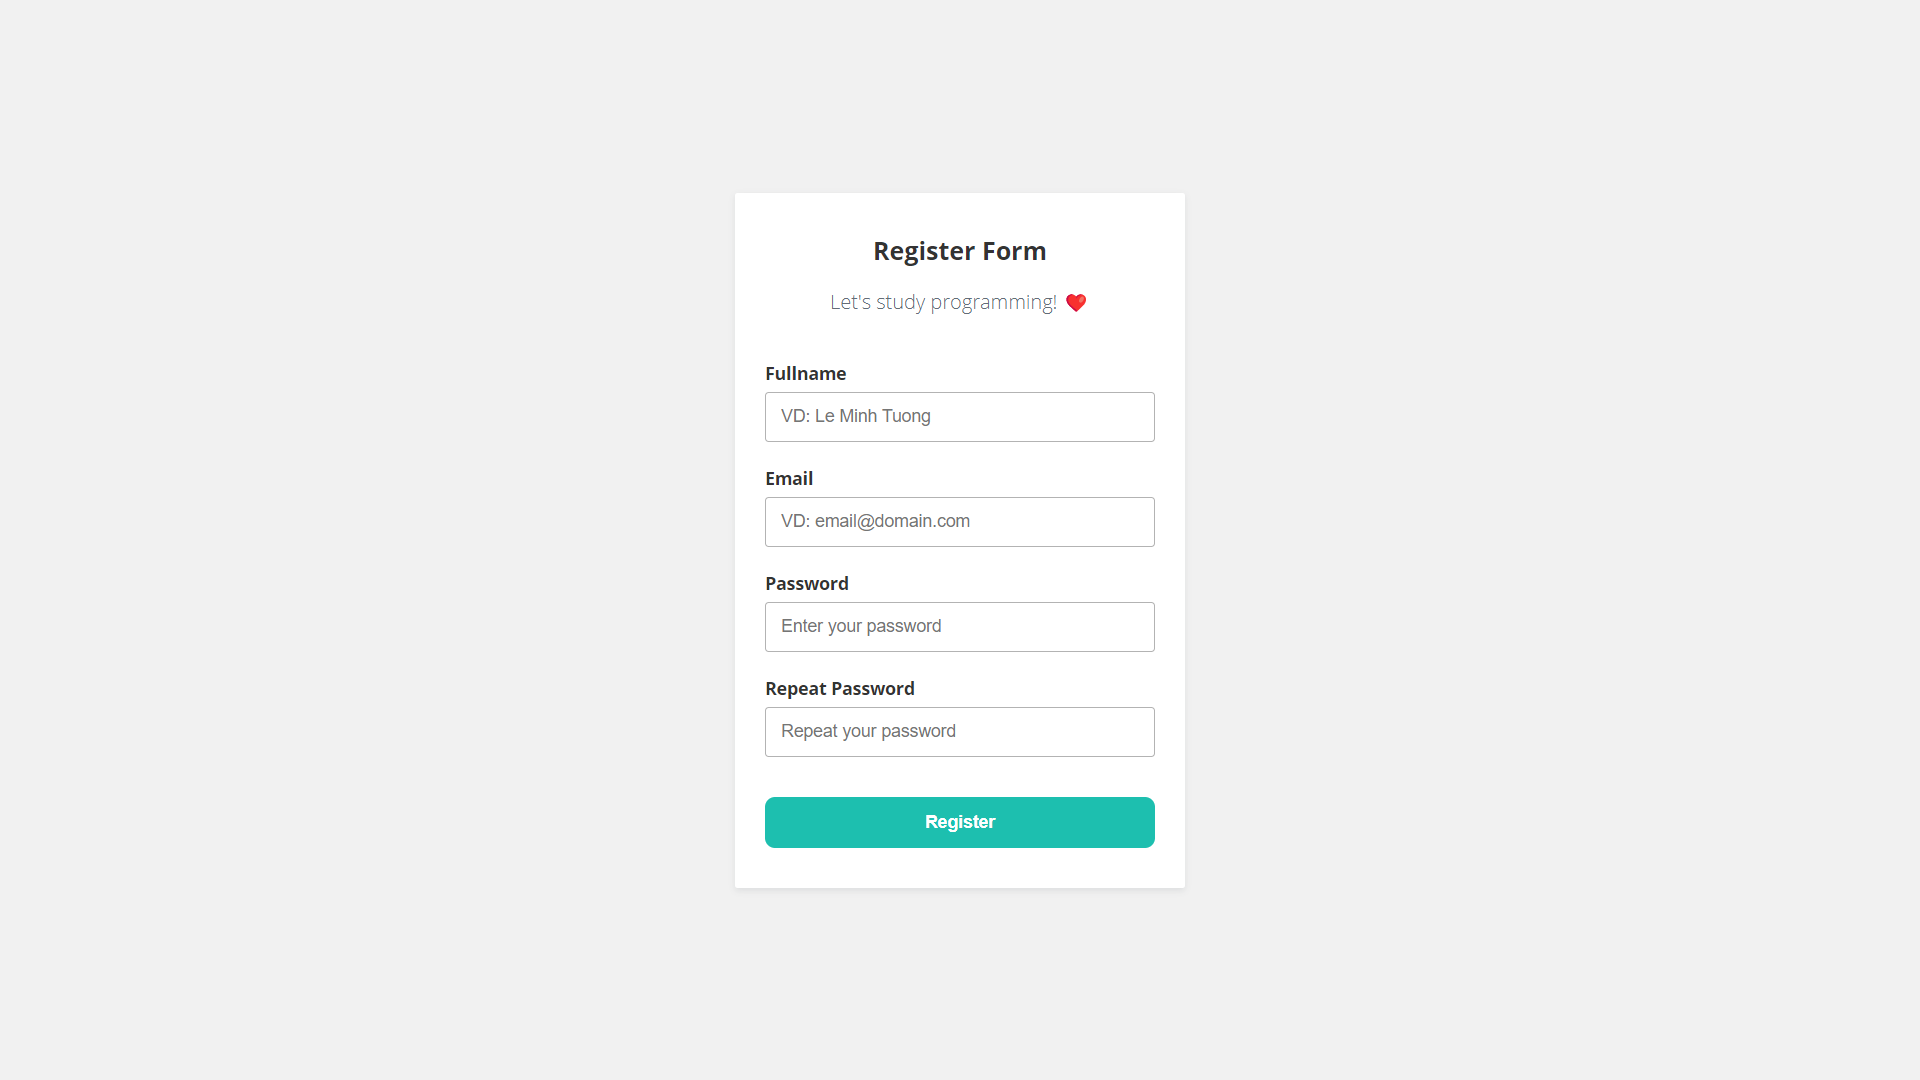 Register Form
Let's study programming! ❤️
Fullname
VD: Le Minh Tuong
Email
VD: email@domain.com
Password
Enter your password
Repeat Password
Repeat your password
Register